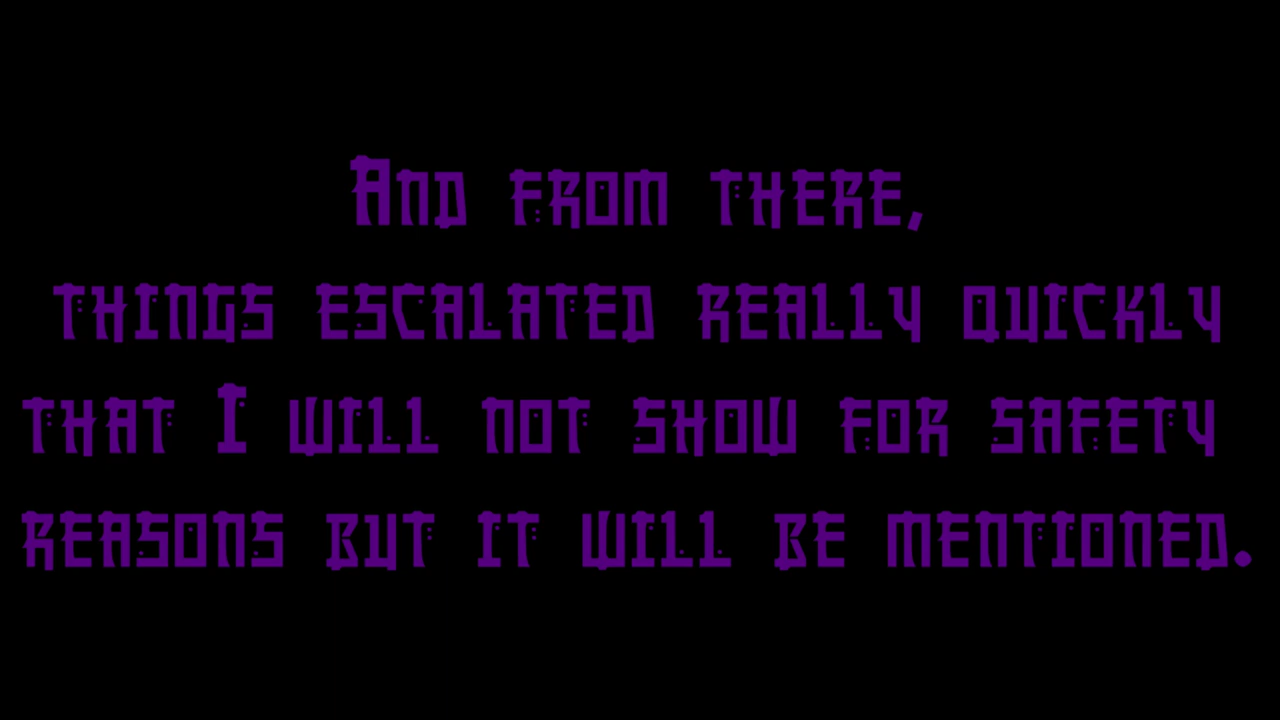 And from there,
things escalated really quickly
that I will not show for safety
reasons but it will be mentioned.